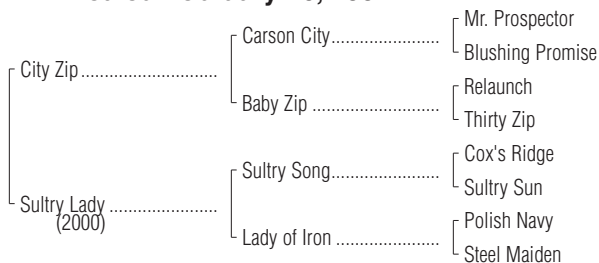 Mr. Prospector
Carson City
Blushing Promise
City Zip
Relaunch
Baby Zip
Thirty Zip
Cox's Ridge
Sultry Song
Sultry Sun
Sultry Lady
(2000)
Polish Navy
Lady of Iron
Steel Maiden